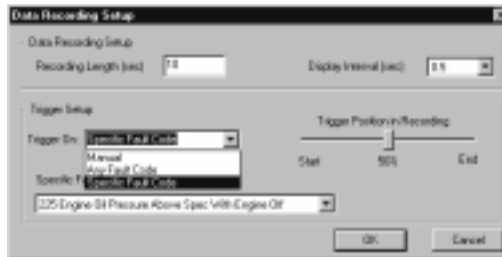 Data Recording Setup
Data Recording Setup
Recording Length (sec) 10 Display Interval (sec) 0.5
Trigger Setup
Trigger On: Specific Fault Code Trigger Position in Recording
Manual
Any Fault Code
Specific Fault Code
Start 50% End
Specific F
225 Engine Oil Pressure Above Spec With Engine Off
OK Cancel